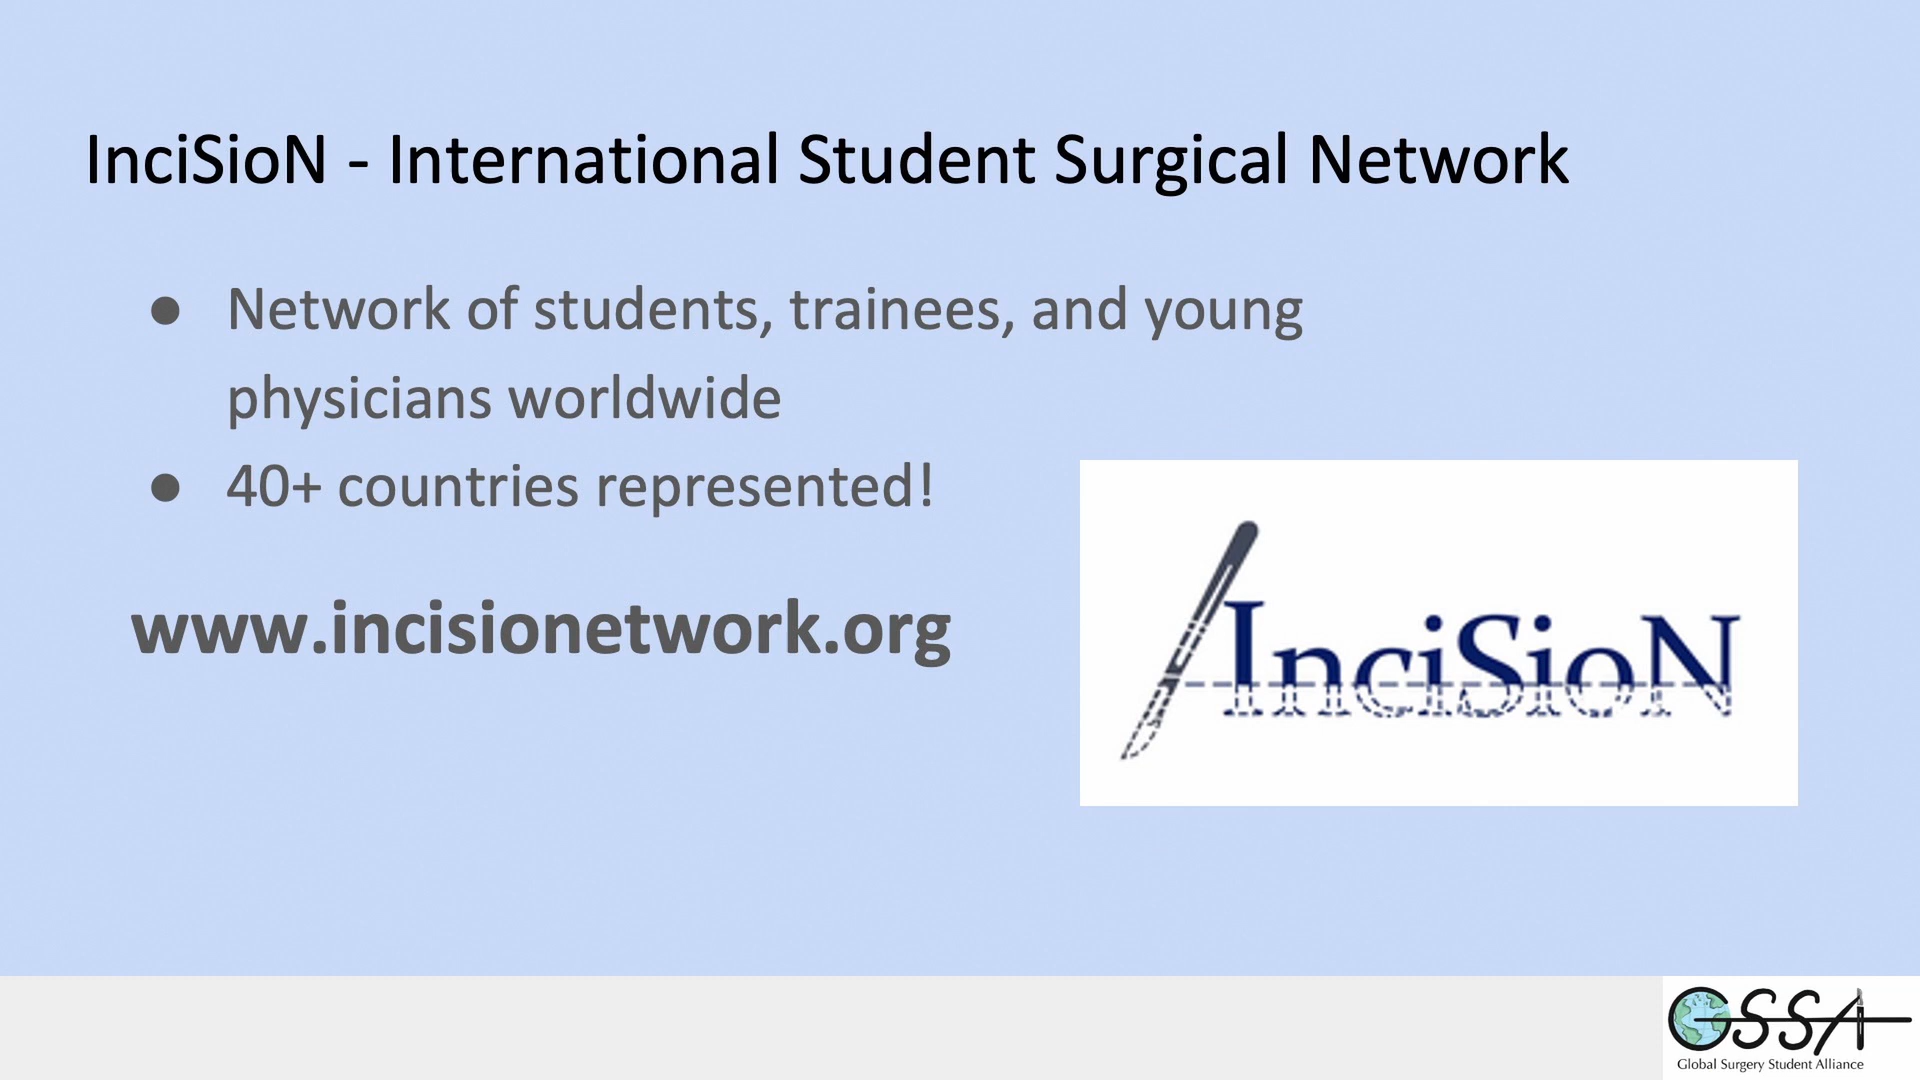 InciSioN - International Student Surgical Network
● Network of students, trainees, and young
physicians worldwide
● 40+ countries represented!
www.incisionetwork.org
InciSioN
GSSA
Global Surgery Student Alliance